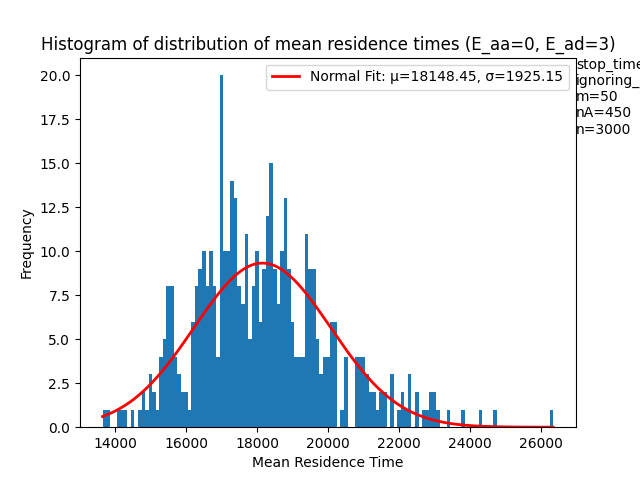 Histogram of distribution of mean residence times (E_aa=0, E_ad=3)
Normal Fit: μ=18148.45, σ=1925.15
stop_time
ignoring_
m=50
nA=450
n=3000
20.0
17.5
15.0
12.5
10.0
7.5
5.0
2.5
0.0
Frequency
14000 16000 18000 20000 22000 24000 26000
Mean Residence Time